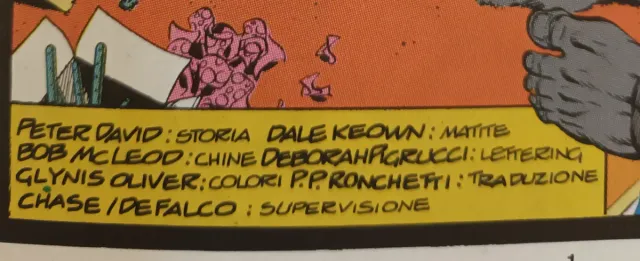 PETER DAVID: STORIA DALE KEOWN: MATITE
BOB MCLEOD: CHINE DEBORAH PIGRUCCI: LETTERING
GLYNIS OLIVER: COLORI P.P. RONCHETTI: TRADUZIONE
CHASE/DEFALCO: SUPERVISIONE
1